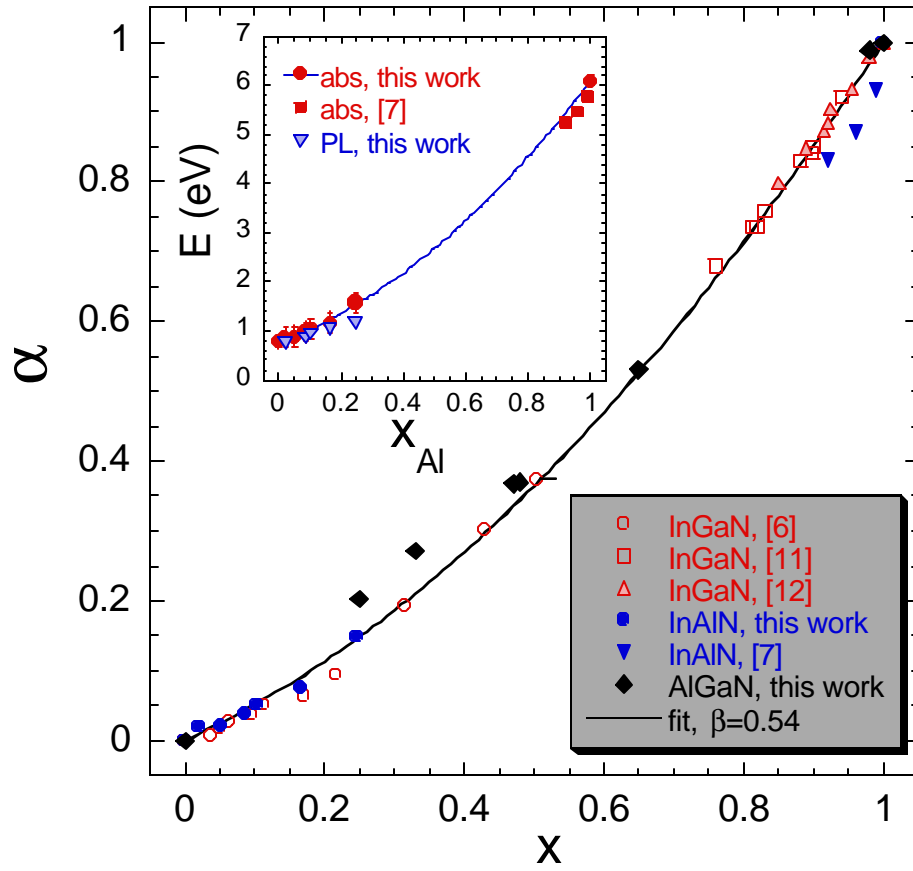 1
0.8
0.6
0.4
0.2
0
α
0
0.2
0.4
0.6
0.8
1
x
7
6
5
4
3
2
1
0
E (eV)
0
0.2
0.4
0.6
0.8
1
X_Al
abs, this work
abs, [7]
PL, this work
InGaN, [6]
InGaN, [11]
InGaN, [12]
InAlN, this work
InAlN, [7]
AlGaN, this work
fit, β=0.54